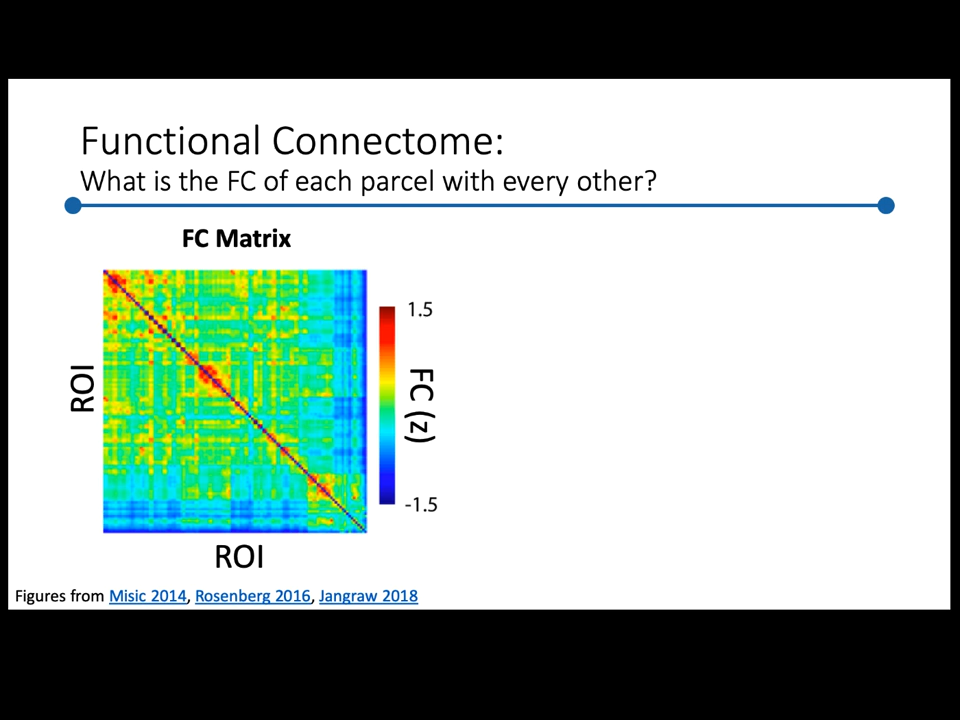 Functional Connectome:
What is the FC of each parcel with every other?
FC Matrix
ROI
1.5
FC (z)
-1.5
ROI
Figures from Misic 2014, Rosenberg 2016, Jangraw 2018